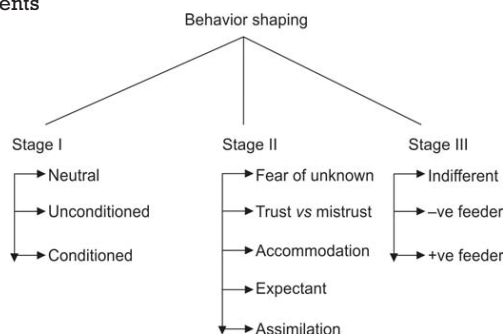 ents
Behavior shaping
Stage I
Neutral
Unconditioned
Conditioned
Stage II
Fear of unknown
Trust vs mistrust
Accommodation
Expectant
Assimilation
Stage III
Indifferent
–ve feeder
+ve feeder